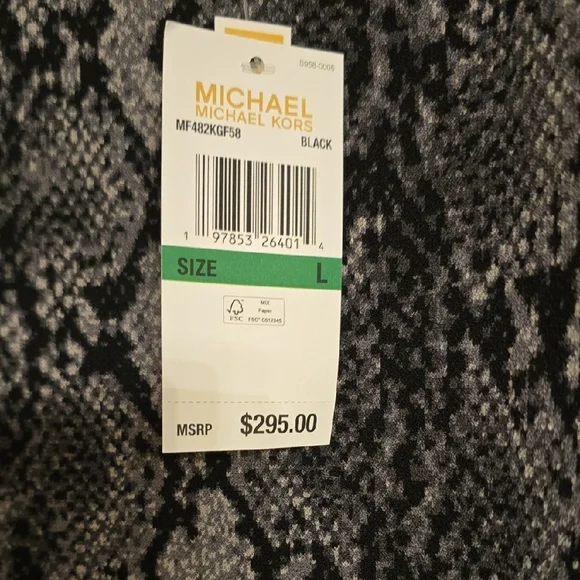 5958-0006
MICHAEL
MICHAEL KORS
MF482KGF58
BLACK
1 97853 26401 4
SIZE L
MIX
Paper
FSC
MSRP $295.00